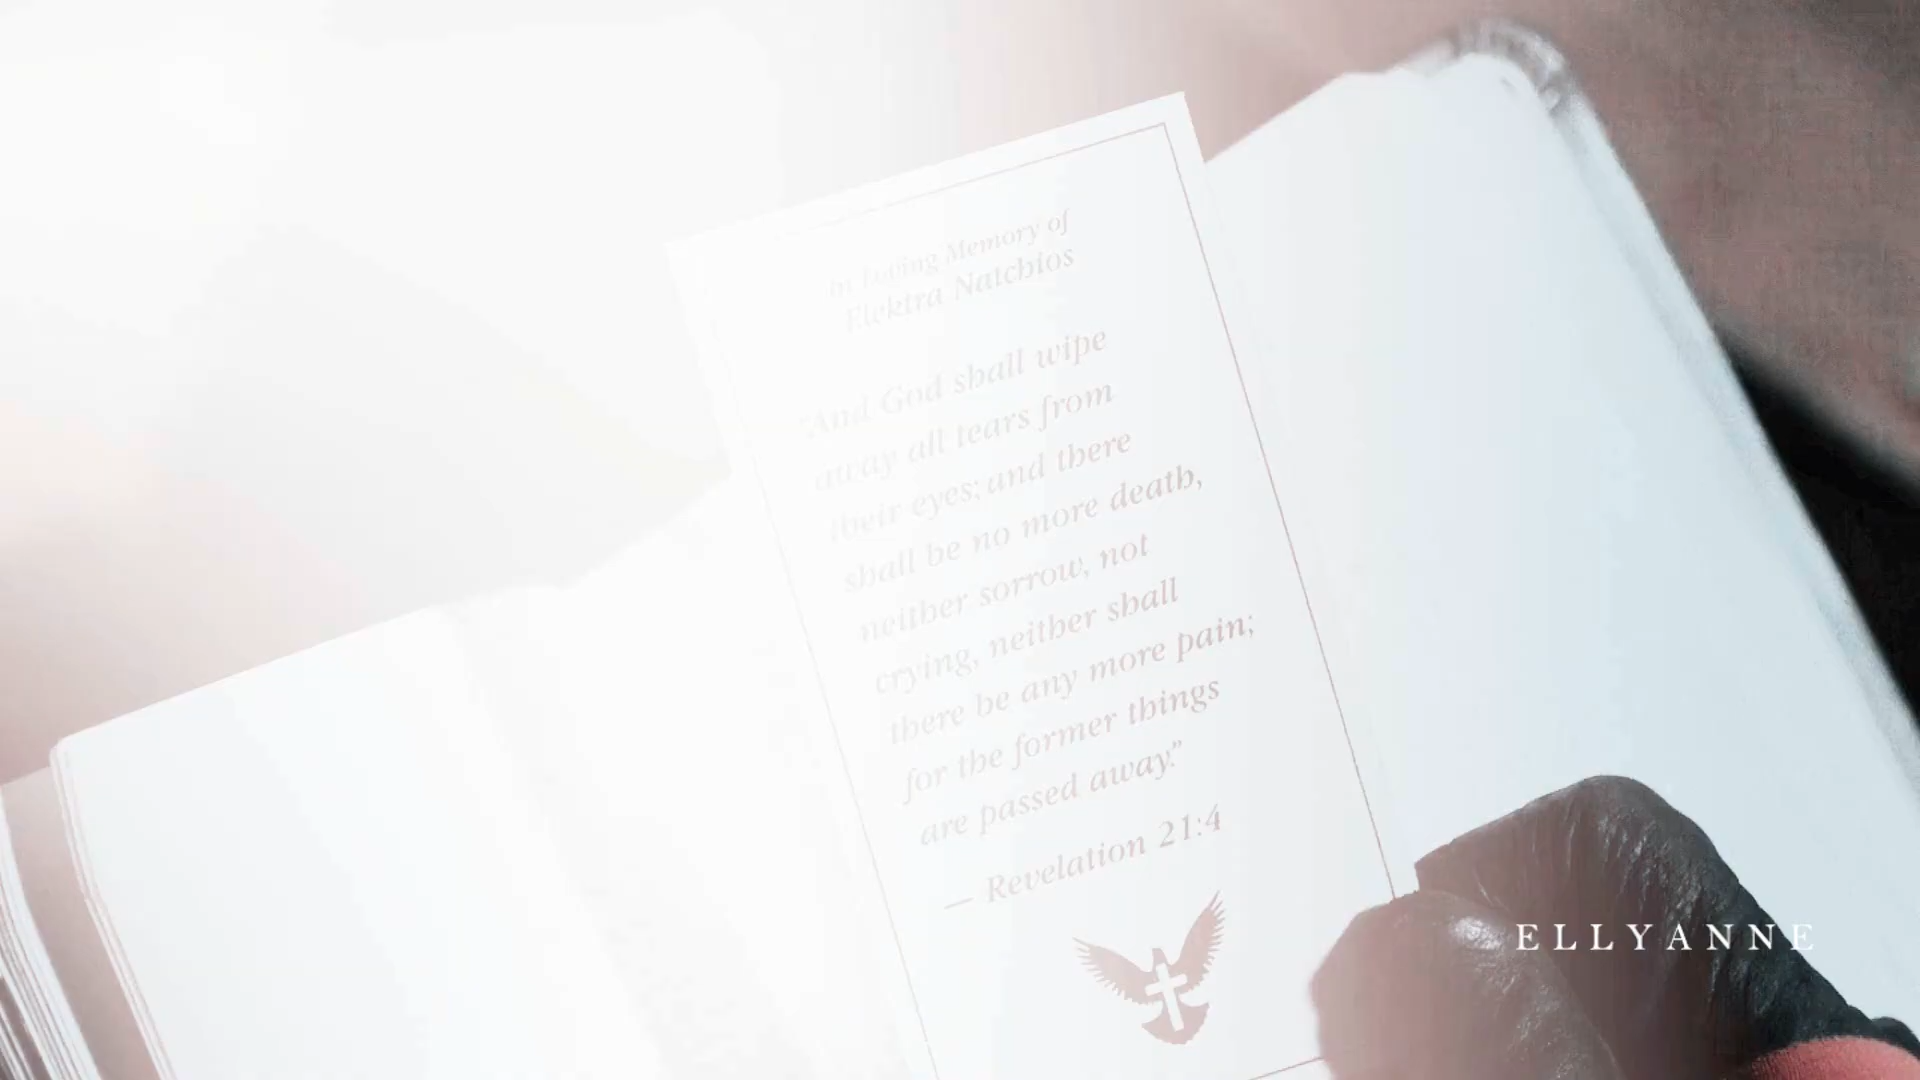 In Loving Memory of
Elektra Natchios
"And God shall wipe
away all tears from
their eyes; and there
shall be no more death,
neither sorrow, not
crying, neither shall
there be any more pain;
for the former things
are passed away."
— Revelation 21:4
ELLYANNE